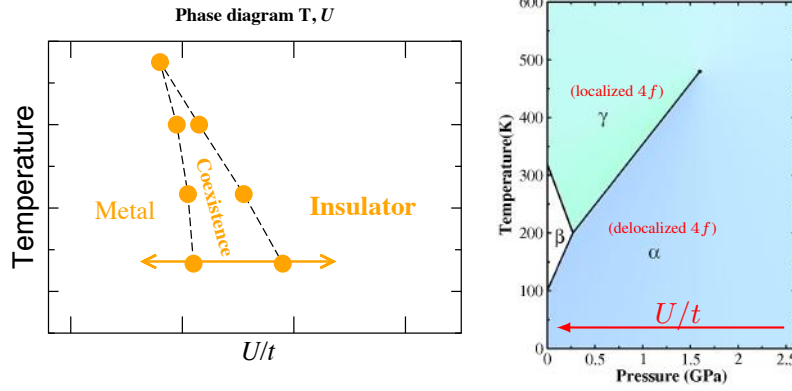 Phase diagram T, U
Temperature
Metal
Coexistence
Insulator
U/t
600
500
400
300
200
100
0
Temperature(K)
(localized 4f)
γ
β
(delocalized 4f)
α
U/t
0 0.5 1 1.5 2 2.5
Pressure (GPa)